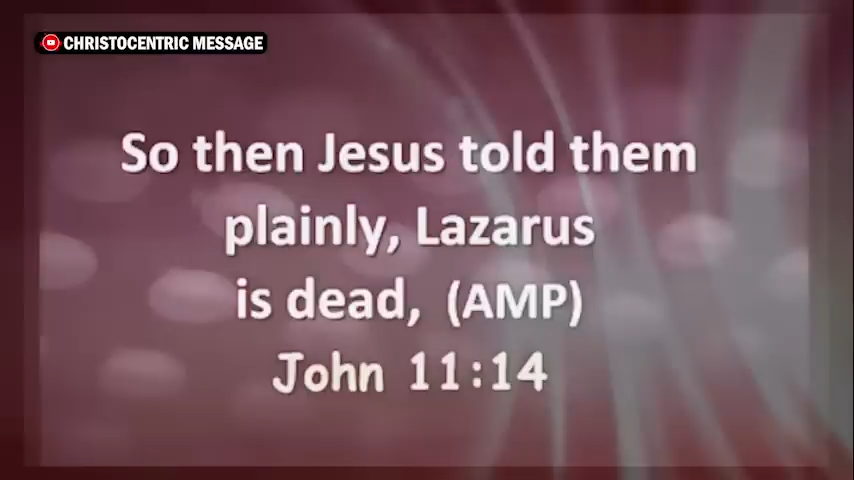 CHRISTOCENTRIC MESSAGE
So then Jesus told them
plainly, Lazarus
is dead, (AMP)
John 11:14